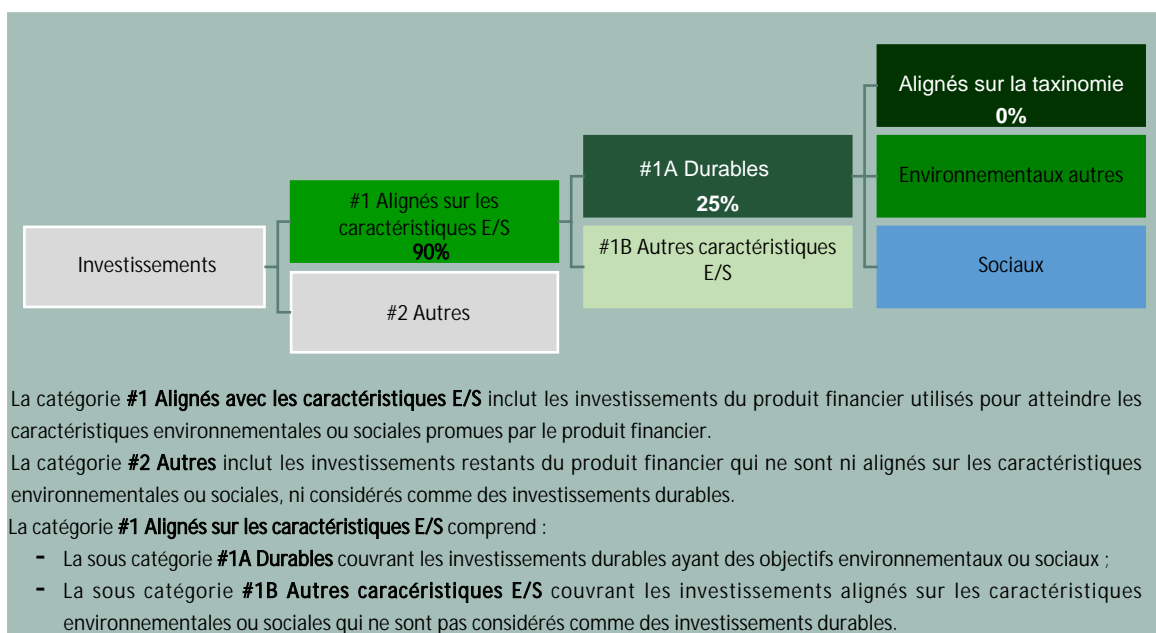 Alignés sur la taxinomie
0%
#1A Durables
25%
Environnementaux autres
#1 Alignés sur les
caractéristiques E/S
90%
#1B Autres caractéristiques
E/S
Investissements
Sociaux
#2 Autres
La catégorie #1 Alignés avec les caractéristiques E/S inclut les investissements du produit financier utilisés pour atteindre les
caractéristiques environnementales ou sociales promues par le produit financier.
La catégorie #2 Autres inclut les investissements restants du produit financier qui ne sont ni alignés sur les caractéristiques
environnementales ou sociales, ni considérés comme des investissements durables.
La catégorie #1 Alignés sur les caractéristiques E/S comprend :
- La sous catégorie #1A Durables couvrant les investissements durables ayant des objectifs environnementaux ou sociaux ;
- La sous catégorie #1B Autres caracéristiques E/S couvrant les investissements alignés sur les caractéristiques
environnementales ou sociales qui ne sont pas considérés comme des investissements durables.